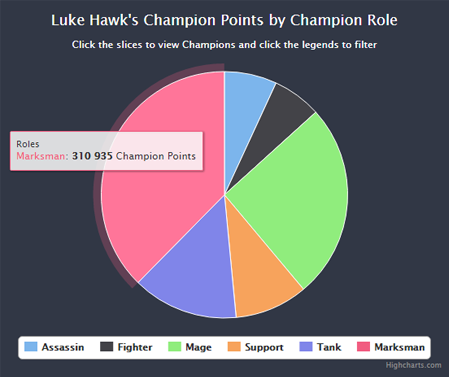 Luke Hawk's Champion Points by Champion Role
Click the slices to view Champions and click the legends to filter
Roles
Marksman: 310 935 Champion Points
Assassin Fighter Mage Support Tank Marksman
Highcharts.com